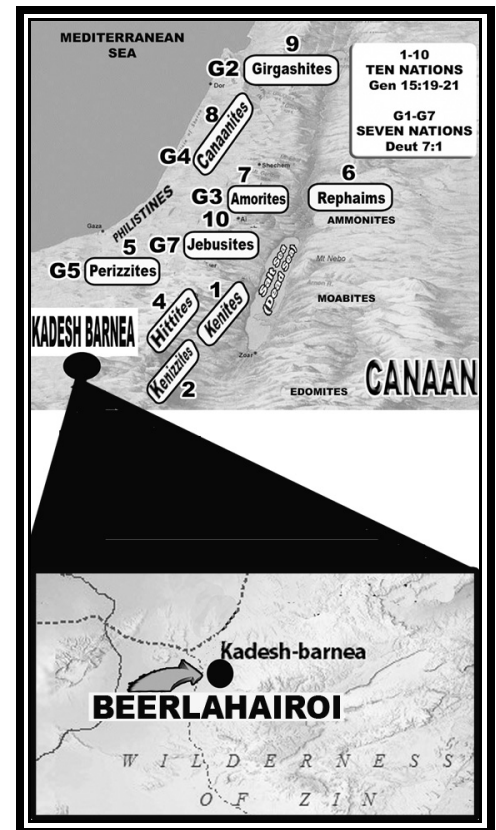 MEDITERRANEAN
SEA
9
G2 Girgashites
1-10
TEN NATIONS
Gen 15:19-21
G1-G7
SEVEN NATIONS
Deut 7:1
Dor
8
Canaanites
G4
Shechem
7
G3 Amorites
6
Rephaims
AMMONITES
PHILISTINES
Gaza
10
Ai
G7 Jebusites
5
G5 Perizzites
Salt Sea
(Dead Sea)
Mt Nebo
MOABITES
4
Hittites
1
Kenites
KADESH BARNEA
Zoar
Kenizzites
2
EDOMITES
CANAAN
Kadesh-barnea
BEERLAHAIROI
WILDERNESS
OF ZIN